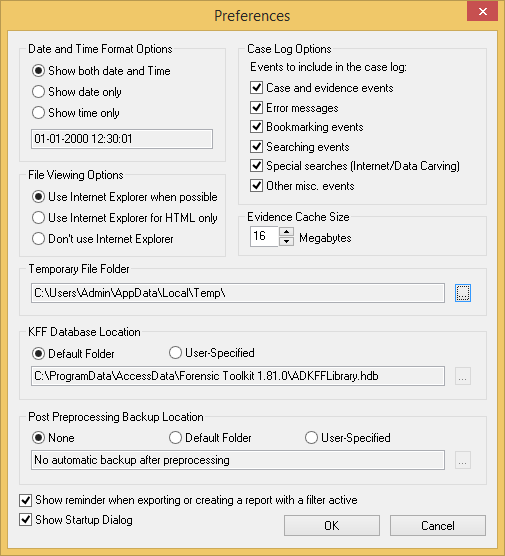 Preferences
Date and Time Format Options
Show both date and Time
Show date only
Show time only
01-01-2000 12:30:01
Case Log Options
Events to include in the case log:
Case and evidence events
Error messages
Bookmarking events
Searching events
Special searches (Internet/Data Carving)
Other misc. events
File Viewing Options
Use Internet Explorer when possible
Use Internet Explorer for HTML only
Don't use Internet Explorer
Evidence Cache Size
16 Megabytes
Temporary File Folder
C:\Users\Admin\AppData\Local\Temp\ ...
KFF Database Location
Default Folder User-Specified
C:\ProgramData\AccessData\Forensic Toolkit 1.81.0\ADKFFLibrary.hdb ...
Post Preprocessing Backup Location
None Default Folder User-Specified
No automatic backup after preprocessing ...
Show reminder when exporting or creating a report with a filter active
Show Startup Dialog
OK Cancel